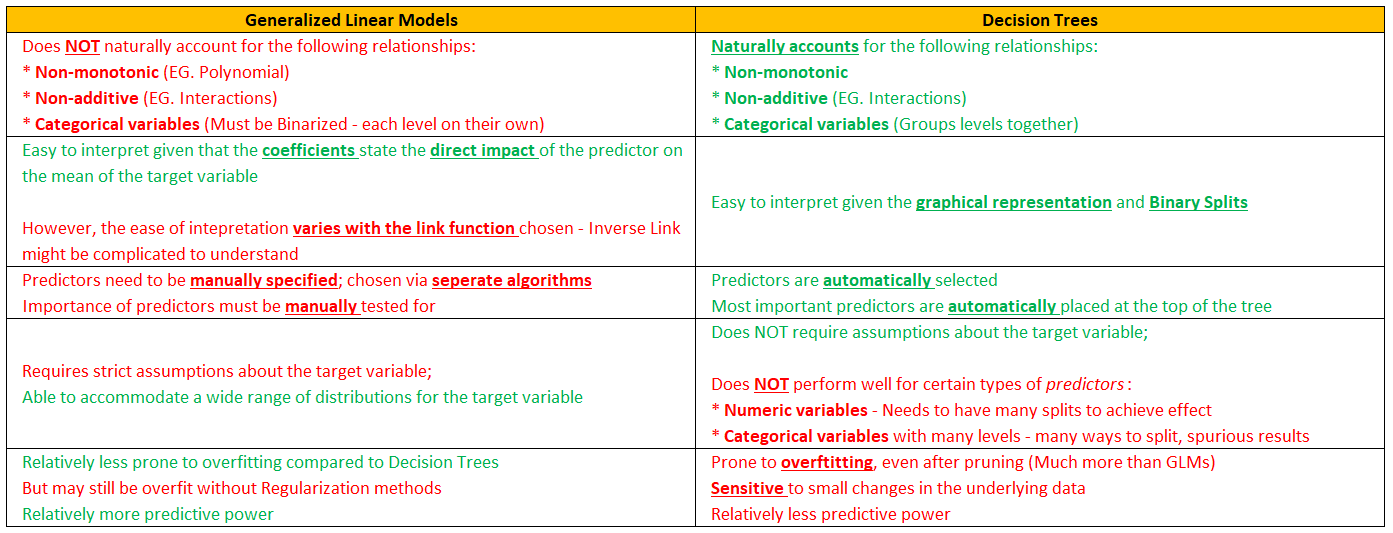 Generalized Linear Models
Decision Trees
Does NOT naturally account for the following relationships:
* Non-monotonic (EG. Polynomial)
* Non-additive (EG. Interactions)
* Categorical variables (Must be Binarized - each level on their own)
Naturally accounts for the following relationships:
* Non-monotonic
* Non-additive (EG. Interactions)
* Categorical variables (Groups levels together)
Easy to interpret given that the coefficients state the direct impact of the predictor on
the mean of the target variable
However, the ease of intepretation varies with the link function chosen - Inverse Link
might be complicated to understand
Easy to interpret given the graphical representation and Binary Splits
Predictors need to be manually specified; chosen via seperate algorithms
Importance of predictors must be manually tested for
Predictors are automatically selected
Most important predictors are automatically placed at the top of the tree
Requires strict assumptions about the target variable;
Able to accommodate a wide range of distributions for the target variable
Does NOT require assumptions about the target variable;
Does NOT perform well for certain types of predictors:
* Numeric variables - Needs to have many splits to achieve effect
* Categorical variables with many levels - many ways to split, spurious results
Relatively less prone to overfitting compared to Decision Trees
But may still be overfit without Regularization methods
Relatively more predictive power
Prone to overftitting, even after pruning (Much more than GLMs)
Sensitive to small changes in the underlying data
Relatively less predictive power